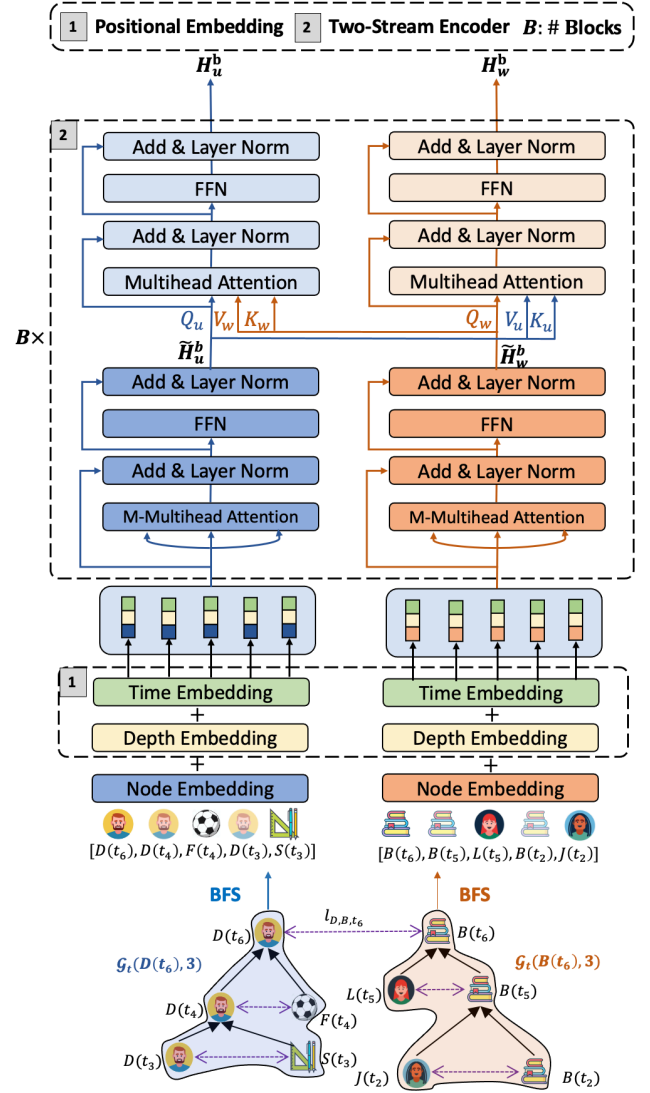 1 Positional Embedding 2 Two-Stream Encoder B: # Blocks
H_u^b H_w^b
2
Add & Layer Norm Add & Layer Norm
FFN FFN
Add & Layer Norm Add & Layer Norm
Multihead Attention Multihead Attention
Q_u V_w K_w Q_w V_u K_u
B×
H̃_u^b H̃_w^b
Add & Layer Norm Add & Layer Norm
FFN FFN
Add & Layer Norm Add & Layer Norm
M-Multihead Attention M-Multihead Attention
1
Time Embedding Time Embedding
+ +
Depth Embedding Depth Embedding
+ +
Node Embedding Node Embedding
[D(t₆), D(t₄), F(t₄), D(t₃), S(t₃)] [B(t₆), B(t₅), L(t₅), B(t₂), J(t₂)]
BFS BFS
l_{D,B,t₆}
D(t₆) B(t₆)
𝒢_t(D(t₆), 3) 𝒢_t(B(t₆), 3)
L(t₅) B(t₅)
D(t₄) F(t₄)
D(t₃) S(t₃)
J(t₂) B(t₂)